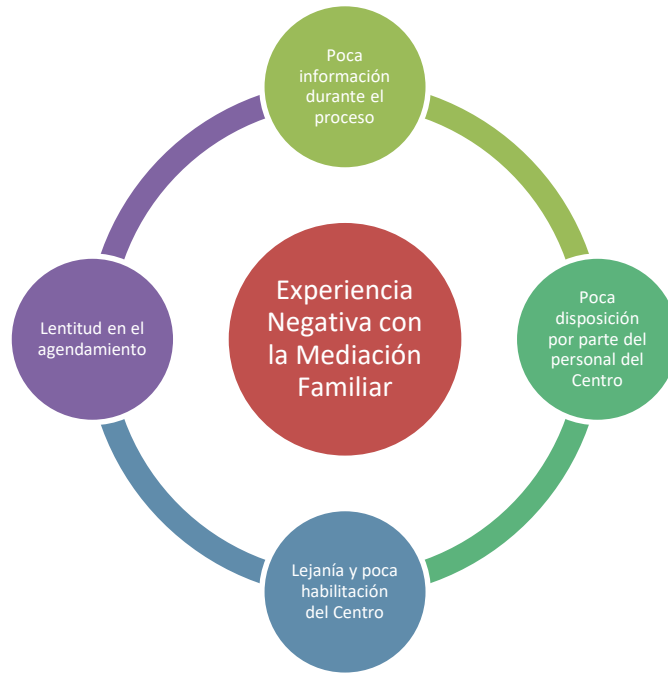 Poca
información
durante el
proceso
Experiencia
Negativa con
la Mediación
Familiar
Poca
disposición
por parte del
personal del
Centro
Lentitud en el
agendamiento
Lejanía y poca
habilitación
del Centro